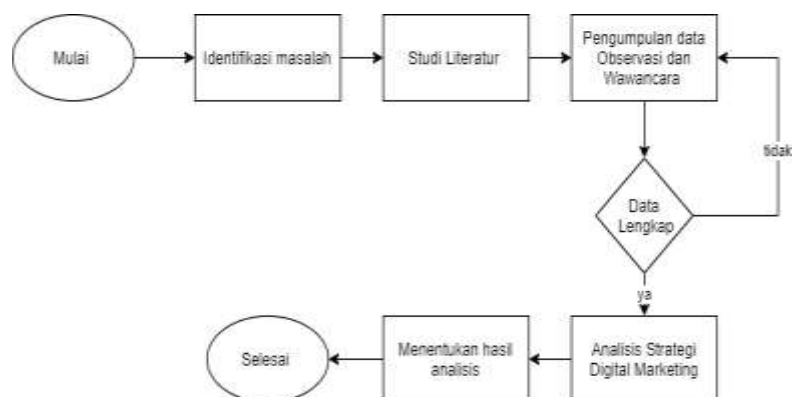 Mulai
Identifikasi masalah
Studi Literatur
Pengumpulan data
Observasi dan
Wawancara
tidak
Data
Lengkap
ya
Analisis Strategi
Digital Marketing
Menentukan hasil
analisis
Selesai